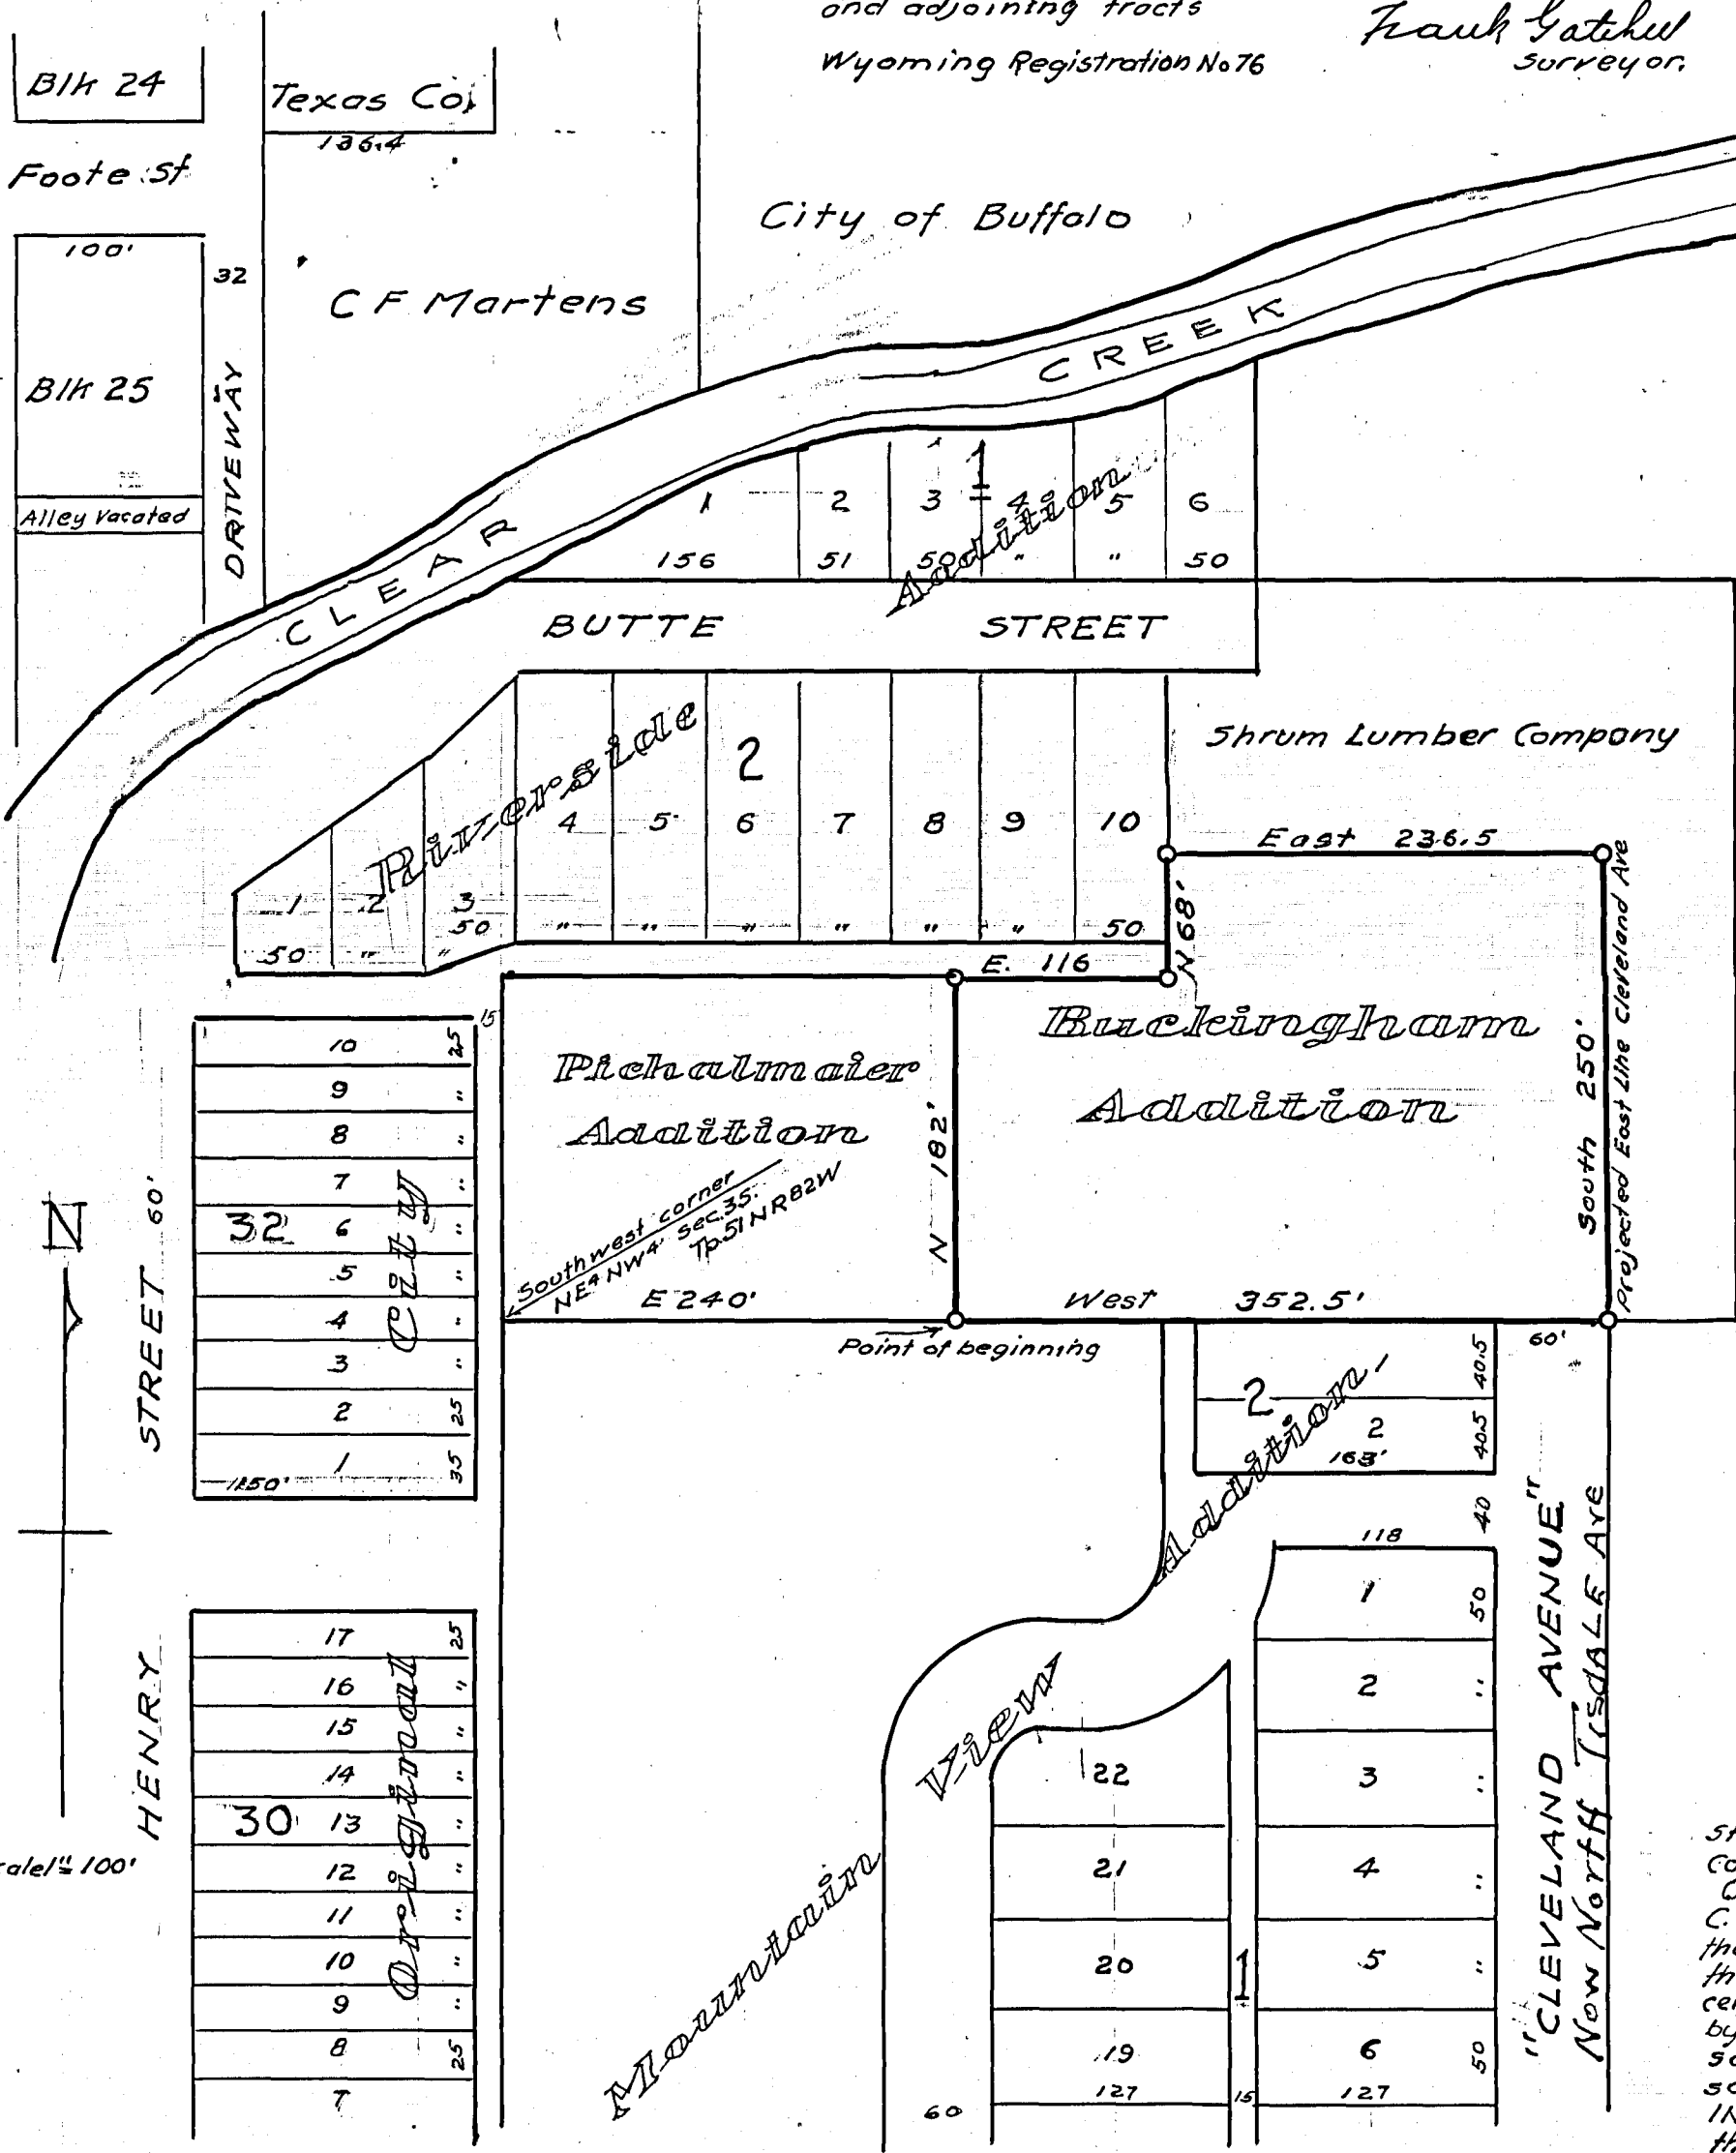 and adjoining tracts
Wyoming Registration No 76
Frank Gatchell
Surveyor.
Blk 24
Texas Co.
136.4
Foote St
City of Buffalo
100'
32
C F Martens
Blk 25
DRIVEWAY
Alley Vacated
CLEAR CREEK
1
1 2 3 4 5 6
156 51 50 " " 50
Addition
BUTTE STREET
Riverside
2
Shrum Lumber Company
4 5 6 7 8 9 10
East 236.5
1 2 3
50 " " " " " " 50
50 " "
N 68'
E. 116
15
Pichalmaier
Addition
Buckingham
Addition
N 182'
South 250'
Projected East Line Cleveland Ave
Southwest corner
NE4 NW4 Sec. 35.
Tp. 51 N R 82 W
E 240'
West 352.5'
Point of beginning
60'
10 25
9 "
8 "
7 "
32 6 "
5 "
4 "
3 "
2 25
1 35
150'
City
N
STREET 60'
HENRY
17 25
16 "
15 "
14 "
30 13 "
12 "
11 "
10 "
9 "
8 25
7
Original
1"= 100'
1
40.5
2
2
40.5
163'
Addition
40
118
1 50
2 "
3 "
4 "
5 "
6 50
127
22
21
20
19
127
1
15
60
View
Mountain
"CLEVELAND AVENUE"
Now North Tisdale Ave
C.
by